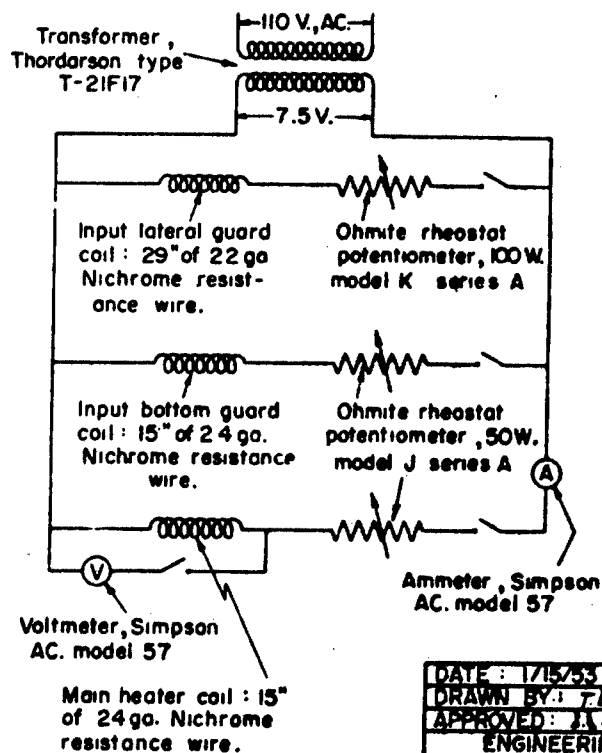 110 V., AC.
Transformer,
Thordarson type
T-21F17
7.5 V.
Input lateral guard
coil : 29" of 22 ga
Nichrome resist-
ance wire.
Ohmite rheostat
potentiometer, 100W.
model K series A
Input bottom guard
coil : 15" of 24 ga.
Nichrome resistance
wire.
Ohmite rheostat
potentiometer, 50W.
model J series A
A
V
Voltmeter, Simpson
AC. model 57
Ammeter, Simpson
AC. model 57
Main heater coil : 15"
of 24ga. Nichrome
resistance wire.
DATE : 1/15/53
DRAWN BY :
APPROVED :